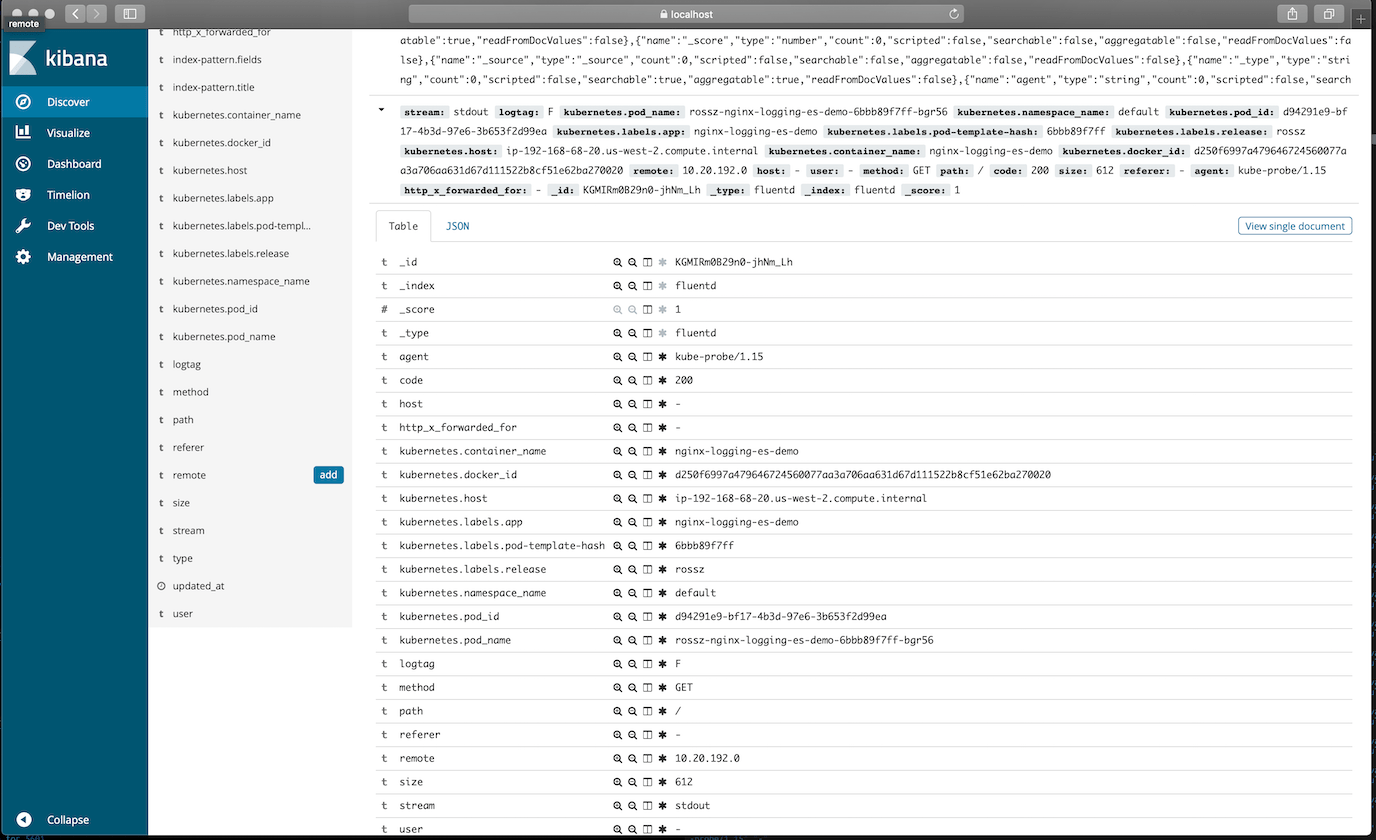 localhost
remote
kibana
Discover
Visualize
Dashboard
Timelion
Dev Tools
Management
Collapse
t http_x_forwarded_for
t index-pattern.fields
t index-pattern.title
t kubernetes.container_name
t kubernetes.docker_id
t kubernetes.host
t kubernetes.labels.app
t kubernetes.labels.pod-templ...
t kubernetes.labels.release
t kubernetes.namespace_name
t kubernetes.pod_id
t kubernetes.pod_name
t logtag
t method
t path
t referer
t remote add
t size
t stream
t type
updated_at
t user
atable":true,"readFromDocValues":false},{"name":"_score","type":"number","count":0,"scripted":false,"searchable":false,"aggregatable":false,"readFromDocValues":fa
lse},{"name":"_source","type":"_source","count":0,"scripted":false,"searchable":false,"aggregatable":false,"readFromDocValues":false},{"name":"_type","type":"stri
ng","count":0,"scripted":false,"searchable":true,"aggregatable":true,"readFromDocValues":false},{"name":"agent","type":"string","count":0,"scripted":false,"search
stream: stdout logtag: F kubernetes.pod_name: rossz-nginx-logging-es-demo-6bbb89f7ff-bgr56 kubernetes.namespace_name: default kubernetes.pod_id: d94291e9-bf
17-4b3d-97e6-3b653f2d99ea kubernetes.labels.app: nginx-logging-es-demo kubernetes.labels.pod-template-hash: 6bbb89f7ff kubernetes.labels.release: rossz
kubernetes.host: ip-192-168-68-20.us-west-2.compute.internal kubernetes.container_name: nginx-logging-es-demo kubernetes.docker_id: d250f6997a479646724560077a
a3a706aa631d67d111522b8cf51e62ba270020 remote: 10.20.192.0 host: - user: - method: GET path: / code: 200 size: 612 referer: - agent: kube-probe/1.15
http_x_forwarded_for: - _id: KGMIRm0B29n0-jhNm_Lh _type: fluentd _index: fluentd _score: 1
Table JSON View single document
t _id KGMIRm0B29n0-jhNm_Lh
t _index fluentd
# _score 1
t _type fluentd
t agent kube-probe/1.15
t code 200
t host -
t http_x_forwarded_for -
t kubernetes.container_name nginx-logging-es-demo
t kubernetes.docker_id d250f6997a479646724560077aa3a706aa631d67d111522b8cf51e62ba270020
t kubernetes.host ip-192-168-68-20.us-west-2.compute.internal
t kubernetes.labels.app nginx-logging-es-demo
t kubernetes.labels.pod-template-hash 6bbb89f7ff
t kubernetes.labels.release rossz
t kubernetes.namespace_name default
t kubernetes.pod_id d94291e9-bf17-4b3d-97e6-3b653f2d99ea
t kubernetes.pod_name rossz-nginx-logging-es-demo-6bbb89f7ff-bgr56
t logtag F
t method GET
t path /
t referer -
t remote 10.20.192.0
t size 612
t stream stdout
t user -